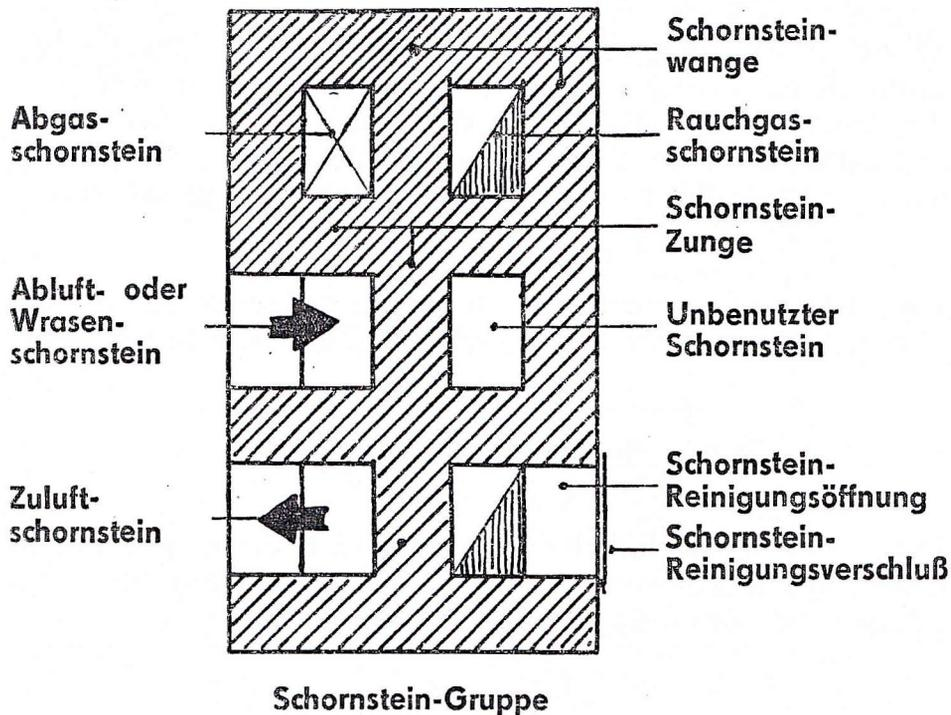 Schornstein-
wange
Abgas-
schornstein
Rauchgas-
schornstein
Schornstein-
Zunge
Abluft- oder
Wrasen-
schornstein
Unbenutzter
Schornstein
Zuluft-
schornstein
Schornstein-
Reinigungsöffnung
Schornstein-
Reinigungsverschluß
Schornstein-Gruppe